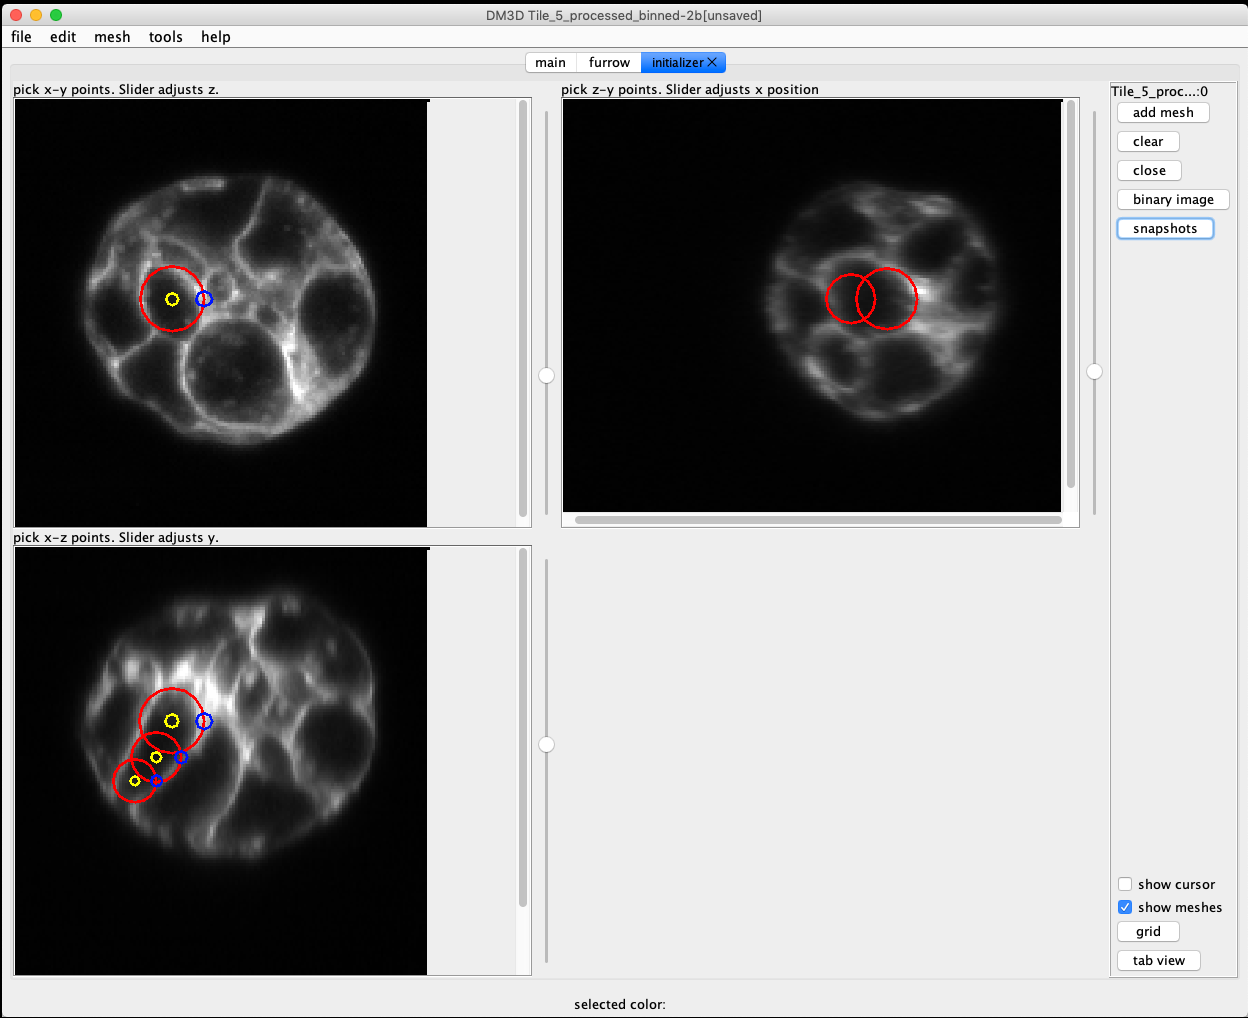 DM3D Tile_5_processed_binned-2b[unsaved]
file edit mesh tools help
main furrow initializer X
pick x-y points. Slider adjusts z.
pick z-y points. Slider adjusts x position
Tile_5_proc...:0
add mesh
clear
close
binary image
snapshots
pick x-z points. Slider adjusts y.
show cursor
show meshes
grid
tab view
selected color: